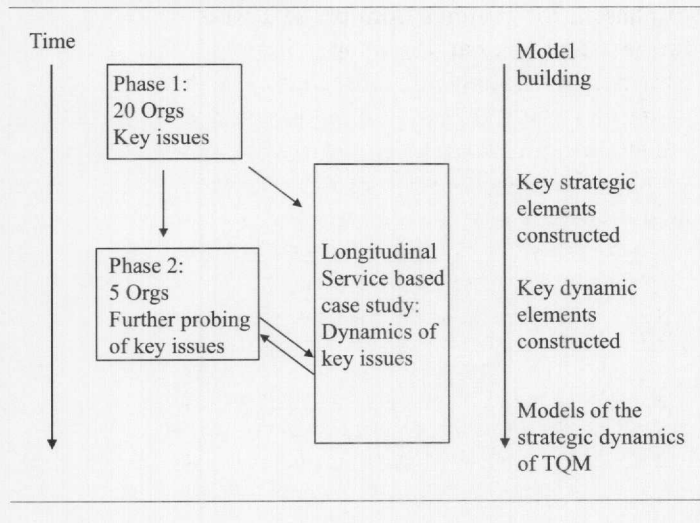 Time
Model
building
Phase 1:
20 Orgs
Key issues
Key strategic
elements
constructed
Phase 2:
5 Orgs
Further probing
of key issues
Longitudinal
Service based
case study:
Dynamics of
key issues
Key dynamic
elements
constructed
Models of the
strategic dynamics
of TQM